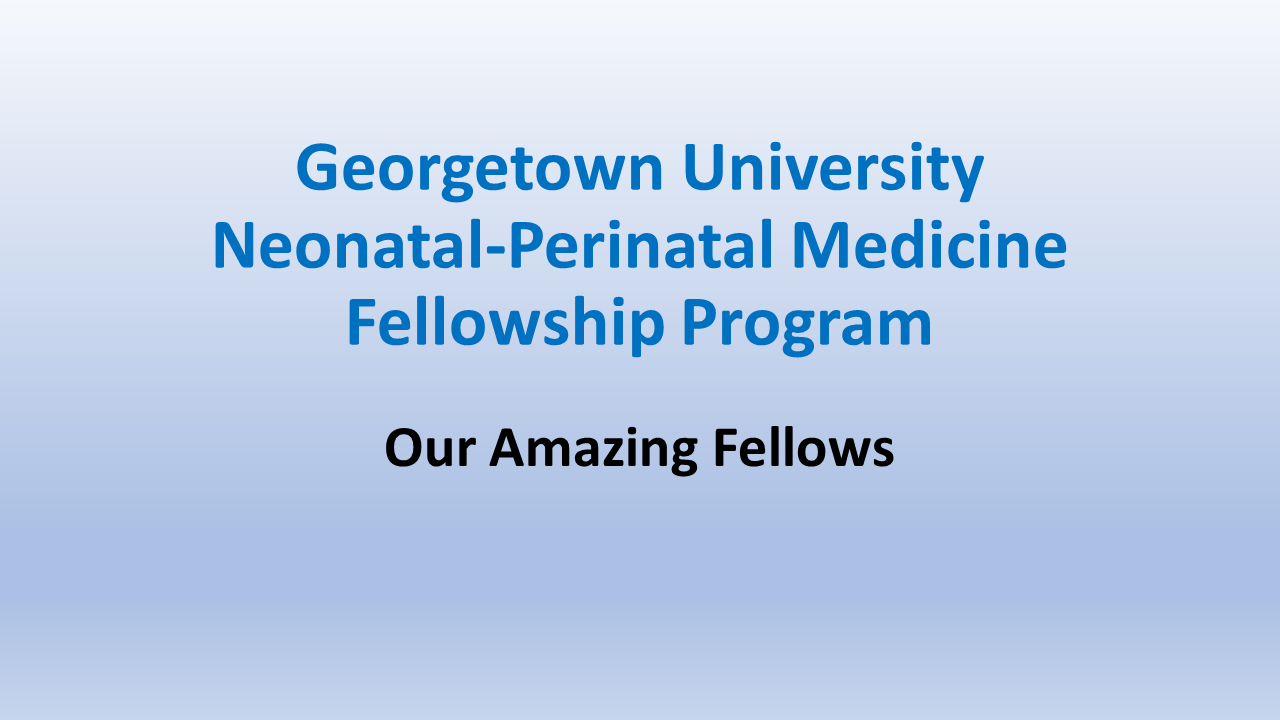 Georgetown University
Neonatal-Perinatal Medicine
Fellowship Program
Our Amazing Fellows